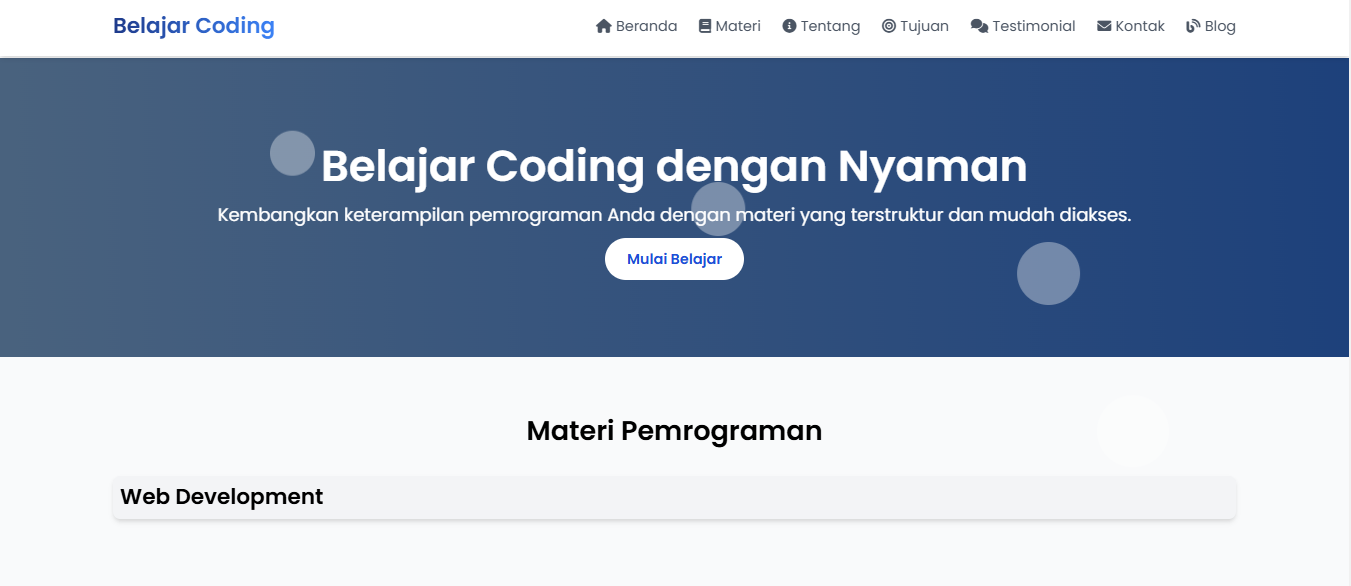 Belajar Coding
Beranda Materi Tentang Tujuan Testimonial Kontak Blog
Belajar Coding dengan Nyaman
Kembangkan keterampilan pemrograman Anda dengan materi yang terstruktur dan mudah diakses.
Mulai Belajar
Materi Pemrograman
Web Development